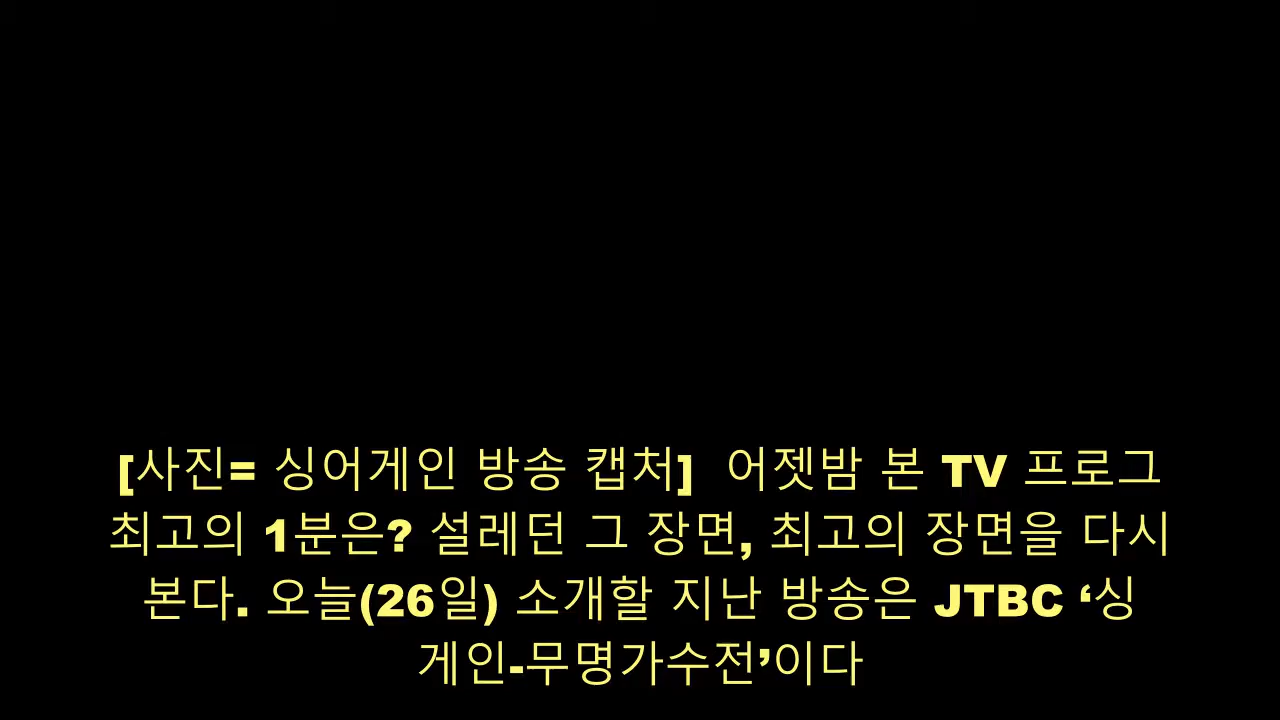 [사진= 싱어게인 방송 캡처]  어젯밤 본 TV 프로그
최고의 1분은? 설레던 그 장면, 최고의 장면을 다시
본다. 오늘(26일) 소개할 지난 방송은 JTBC ‘싱
게인-무명가수전’이다